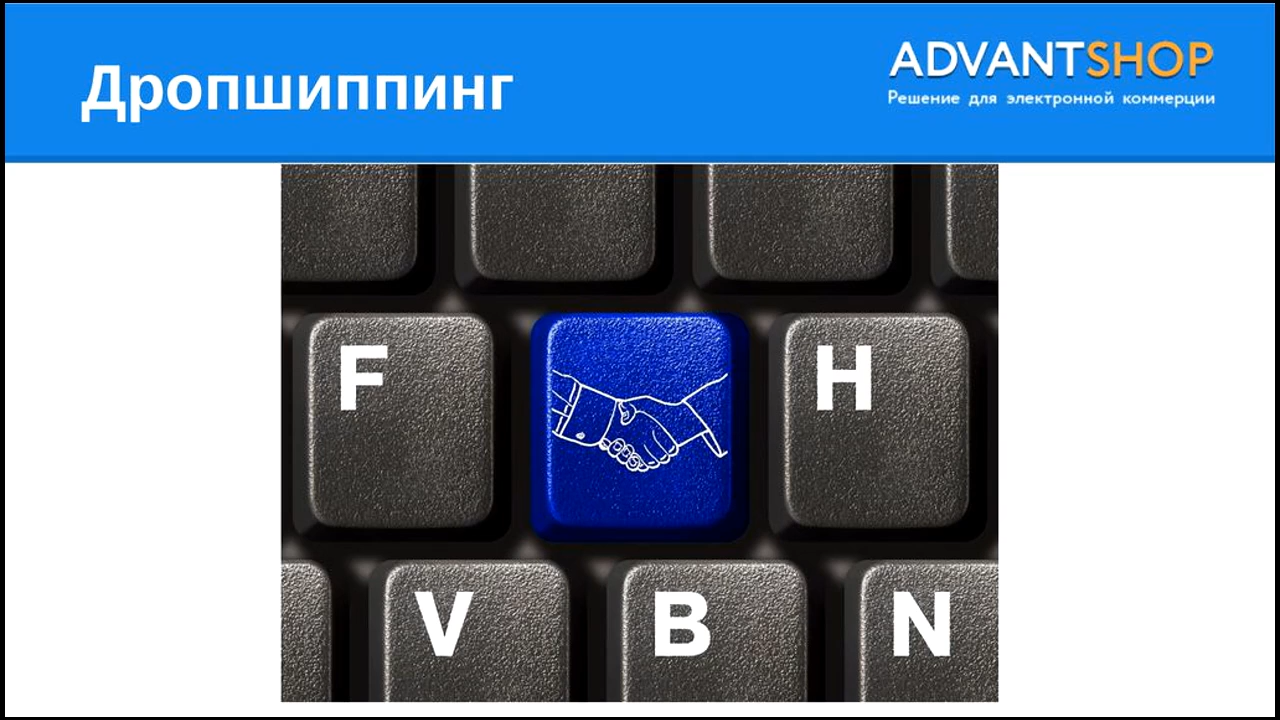 Дропшиппинг
ADVANTSHOP
Решение для электронной коммерции
F H
V B N